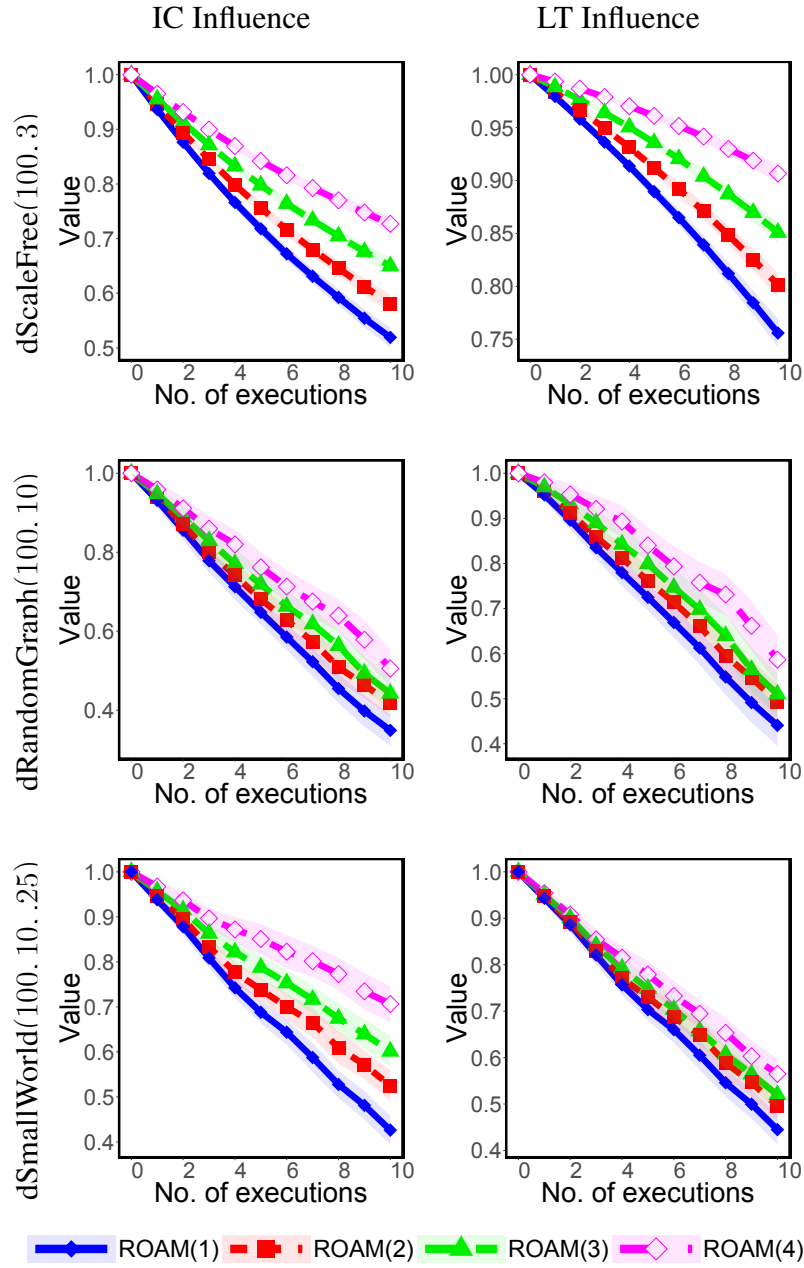 IC Influence
LT Influence
dScaleFree(100, 3)
Value
1.0
0.9
0.8
0.7
0.6
0.5
0 2 4 6 8 10
No. of executions
Value
1.00
0.95
0.90
0.85
0.80
0.75
0 2 4 6 8 10
No. of executions
dRandomGraph(100, 10)
Value
1.0
0.8
0.6
0.4
0 2 4 6 8 10
No. of executions
Value
1.0
0.9
0.8
0.7
0.6
0.5
0.4
0 2 4 6 8 10
No. of executions
dSmallWorld(100, 10, .25)
Value
1.0
0.9
0.8
0.7
0.6
0.5
0.4
0 2 4 6 8 10
No. of executions
Value
1.0
0.9
0.8
0.7
0.6
0.5
0.4
0 2 4 6 8 10
No. of executions
ROAM(1) ROAM(2) ROAM(3) ROAM(4)